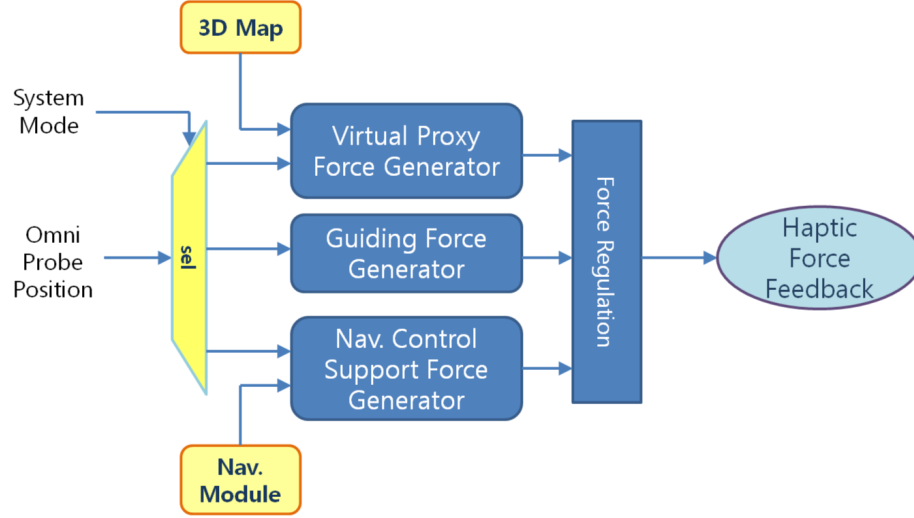 3D Map
System
Mode
Virtual Proxy
Force Generator
Omni
Probe
Position
sel
Guiding Force
Generator
Force Regulation
Haptic
Force
Feedback
Nav. Control
Support Force
Generator
Nav.
Module